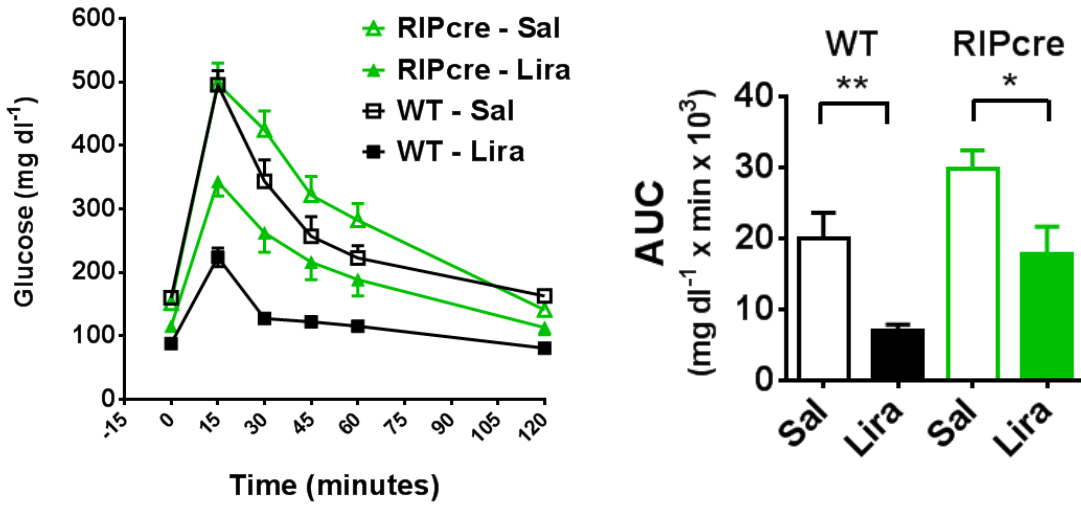 600
500
400
300
200
100
0
Glucose (mg dl⁻¹)
-15
0
15
30
45
60
75
90
105
120
Time (minutes)
RIPcre - Sal
RIPcre - Lira
WT - Sal
WT - Lira
WT
RIPcre
**
*
40
30
20
10
0
AUC
(mg dl⁻¹ x min x 10³)
Sal
Lira
Sal
Lira